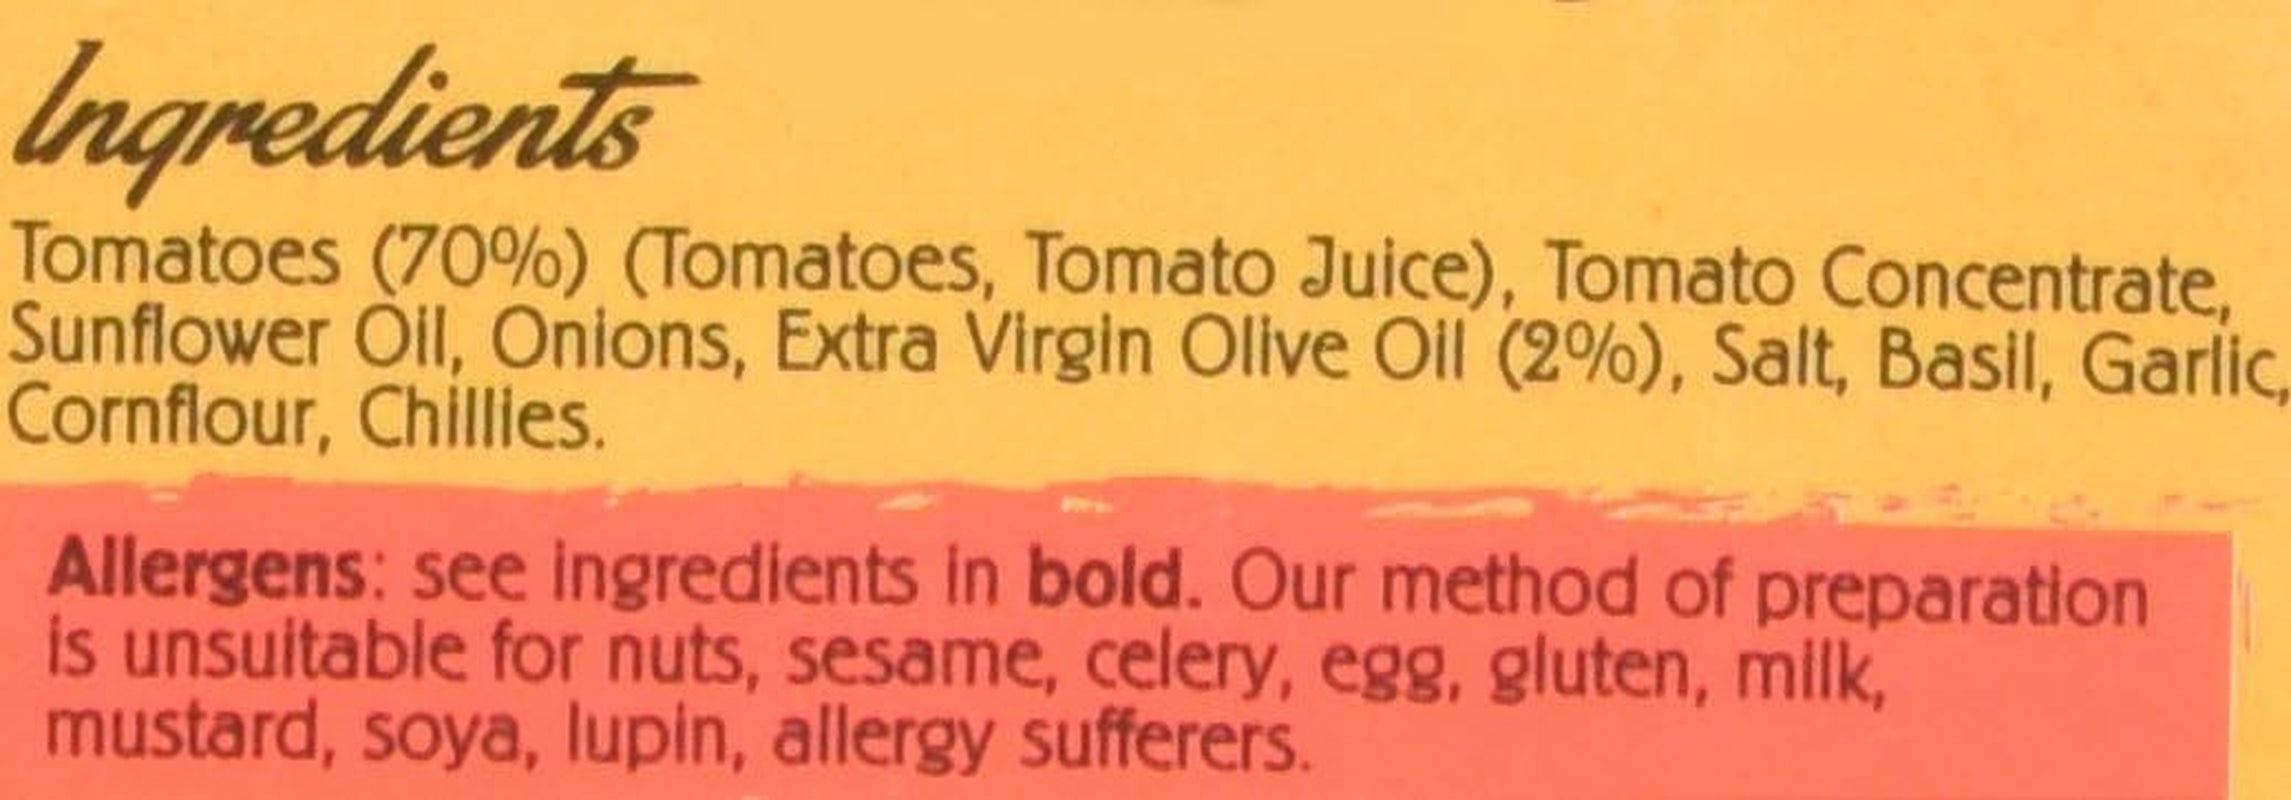 Ingredients
Tomatoes (70%) (Tomatoes, Tomato Juice), Tomato Concentrate,
Sunflower Oil, Onions, Extra Virgin Olive Oil (2%), Salt, Basil, Garlic,
Cornflour, Chillies.
Allergens: see ingredients in bold. Our method of preparation
is unsuitable for nuts, sesame, celery, egg, gluten, milk,
mustard, soya, lupin, allergy sufferers.